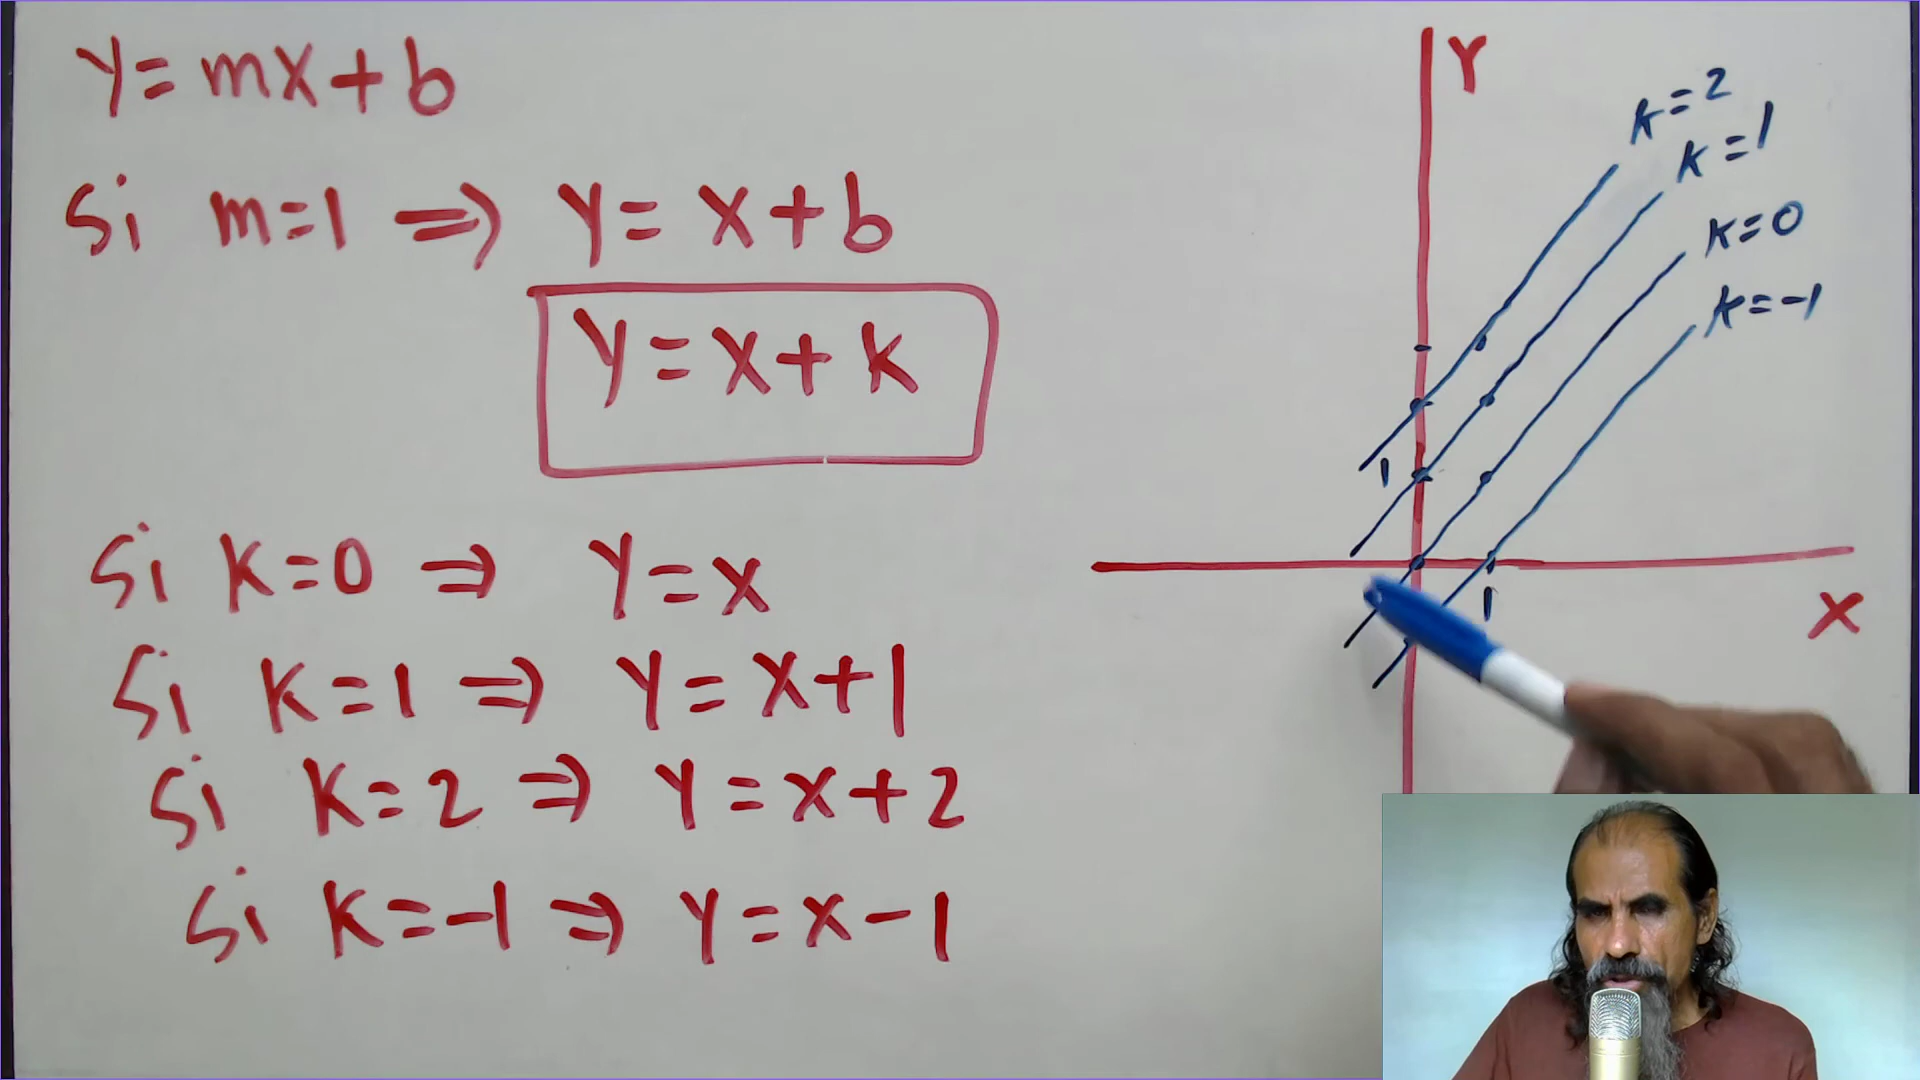 Y = mX + b
Si m = 1 ⇒ Y = X + b
Y = X + k
Si K = 0 ⇒ Y = X
Si K = 1 ⇒ Y = X + 1
Si K = 2 ⇒ Y = X + 2
Si K = -1 ⇒ Y = X - 1
Y
k = 2
k = 1
k = 0
k = -1
1
1
X